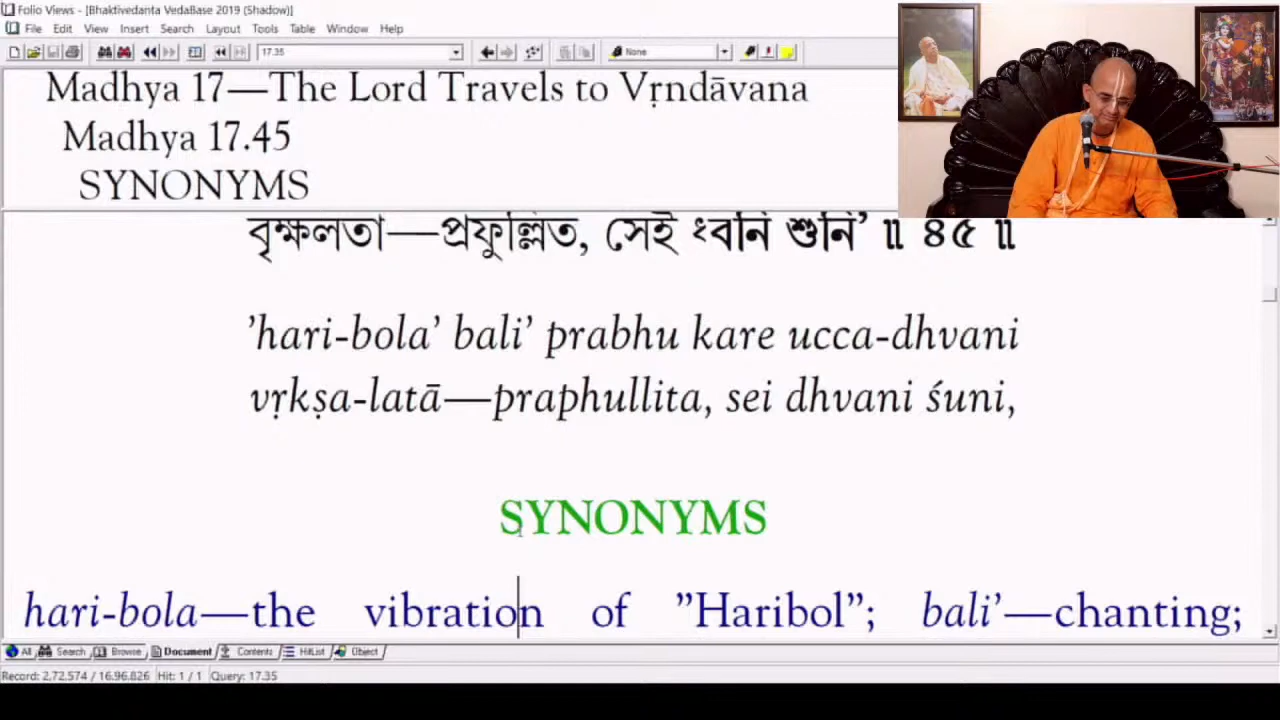 Folio Views - [Bhaktivedanta VedaBase 2019 (Shadow)]
File Edit View Insert Search Layout Tools Table Window Help
17.35
None
Madhya 17—The Lord Travels to Vṛndāvana
Madhya 17.45
SYNONYMS
বৃক্ষলতা—প্রফুল্লিত, সেই ধ্বনি শুনি’ ॥ ৪৫ ॥
’hari-bola’ bali’ prabhu kare ucca-dhvani
vṛkṣa-latā—praphullita, sei dhvani śuni,
SYNONYMS
hari-bola—the vibration of ”Haribol”; bali’—chanting;
All Search Browse Document Contents HitList Object
Record: 2,72,574 / 16,96,826 Hit: 1 / 1 Query: 17.35